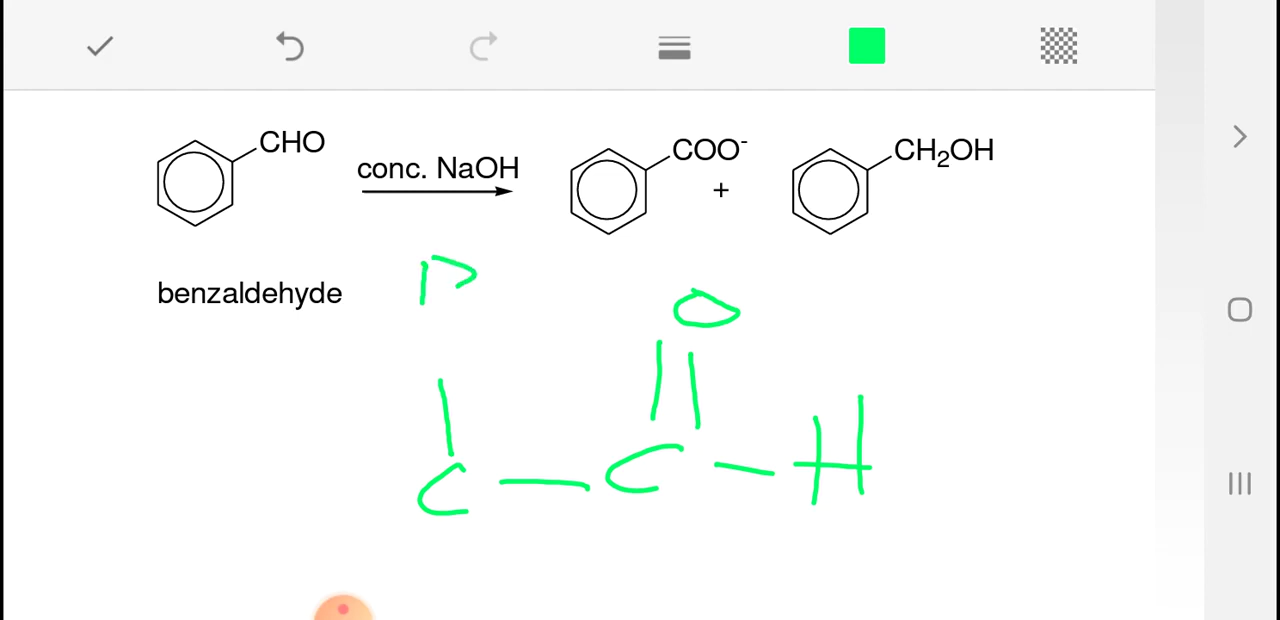 CHO
conc. NaOH
COO-
+
CH2OH
benzaldehyde
O
C - C - H